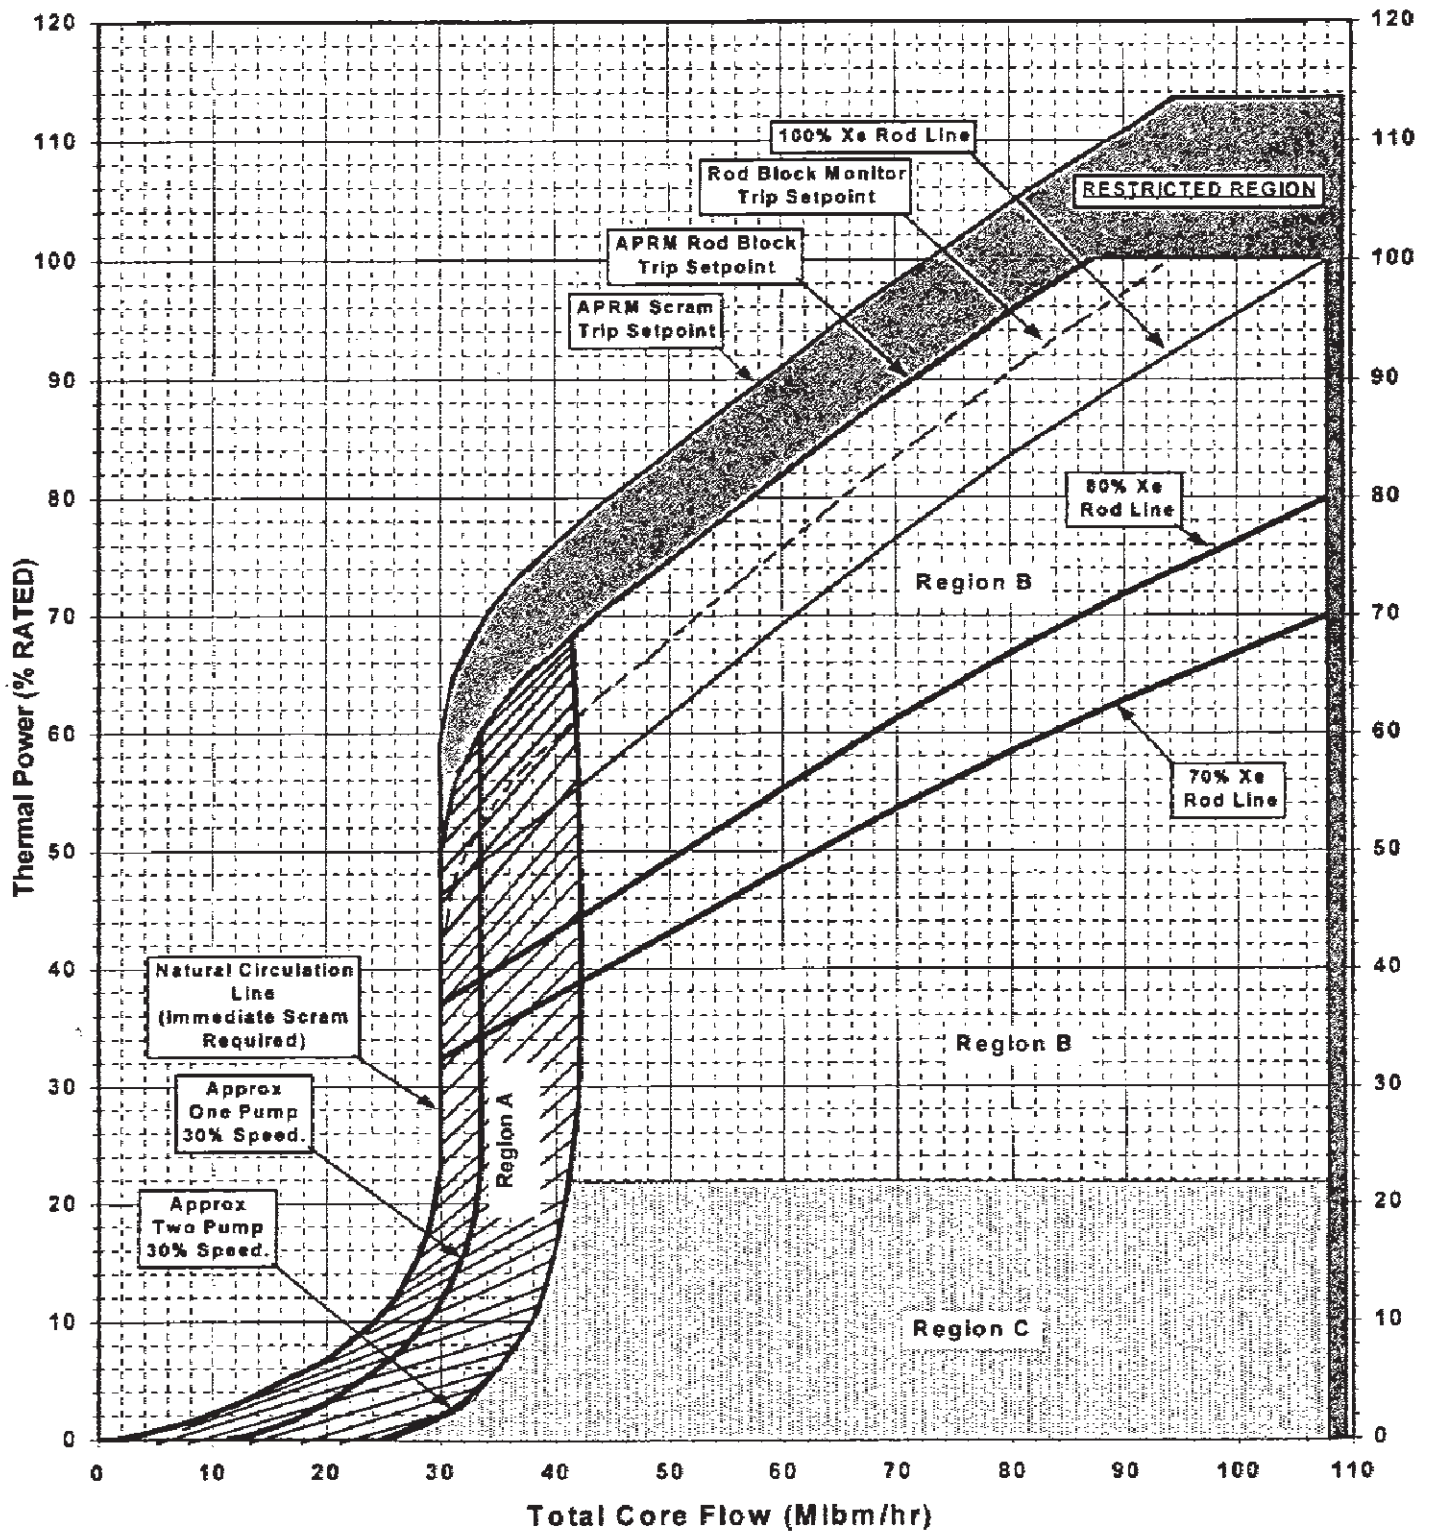 120
110
100
90
80
70
60
50
40
30
20
10
0
120
110
100
90
80
70
60
50
40
30
20
10
0
100% Xe Rod Line
Rod Block Monitor
Trip Setpoint
RESTRICTED REGION
APRM Rod Block
Trip Setpoint
APRM Scram
Trip Setpoint
80% Xe
Rod Line
Region B
70% Xe
Rod Line
Natural Circulation
Line
(Immediate Scram
Required)
Region B
Approx
One Pump
30% Speed.
Region A
Approx
Two Pump
30% Speed.
Region C
Thermal Power (% RATED)
0 10 20 30 40 50 60 70 80 90 100 110
Total Core Flow (Mlbm/hr)